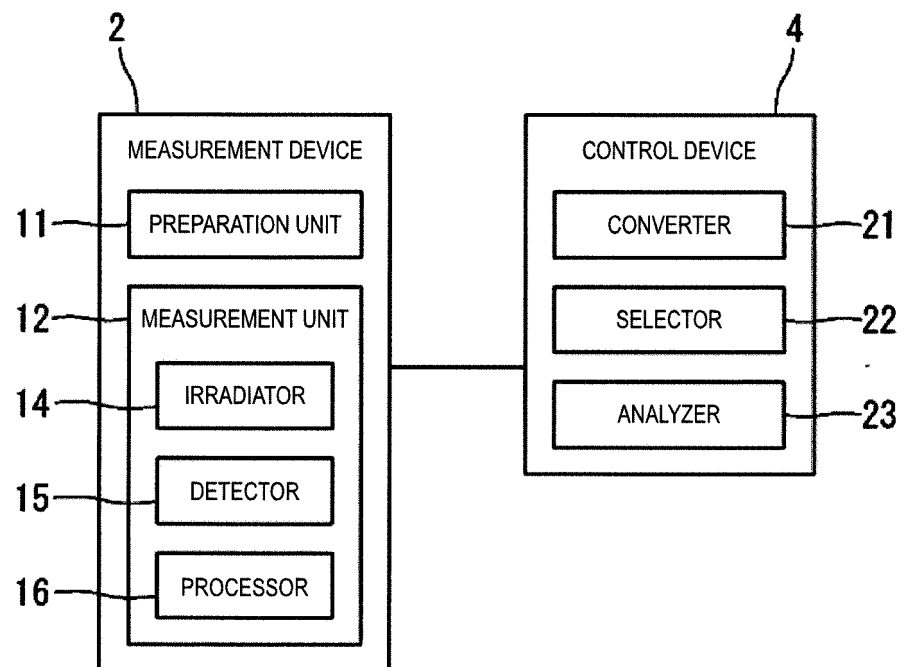 2
4
MEASUREMENT DEVICE
CONTROL DEVICE
11
PREPARATION UNIT
CONVERTER
21
12
MEASUREMENT UNIT
SELECTOR
22
14
IRRADIATOR
ANALYZER
23
15
DETECTOR
16
PROCESSOR